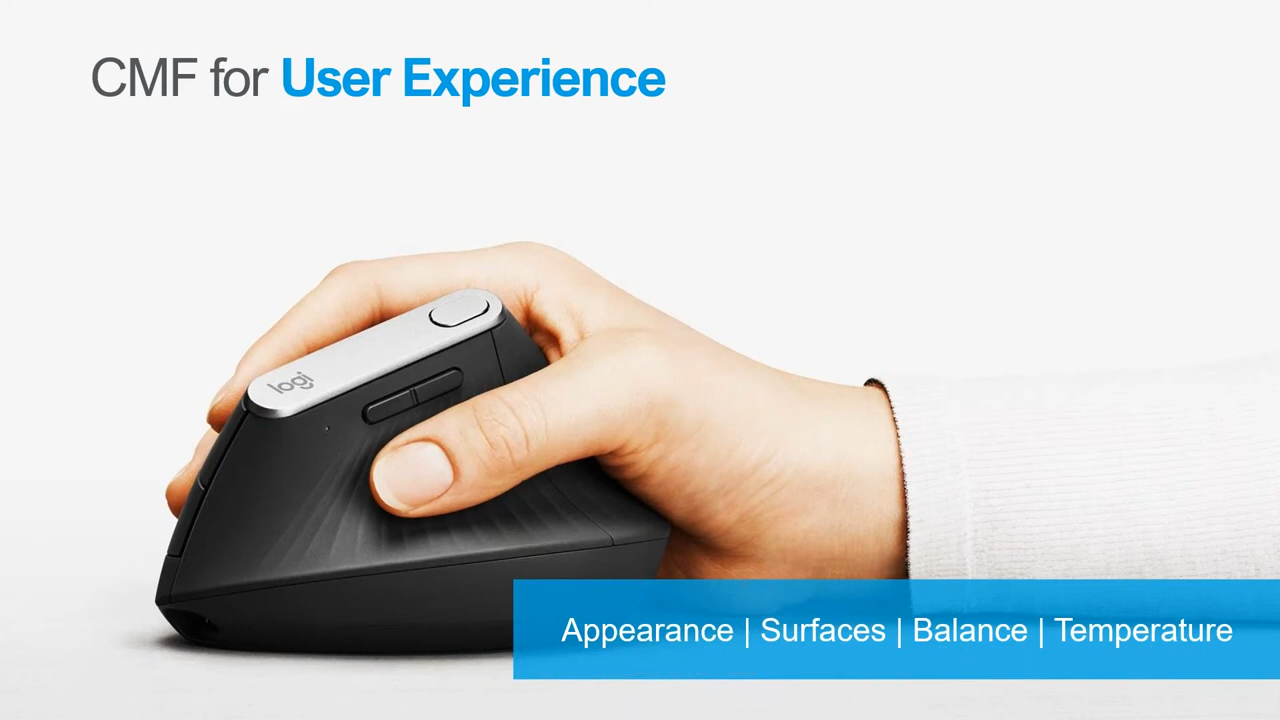 CMF for User Experience
logi
Appearance | Surfaces | Balance | Temperature